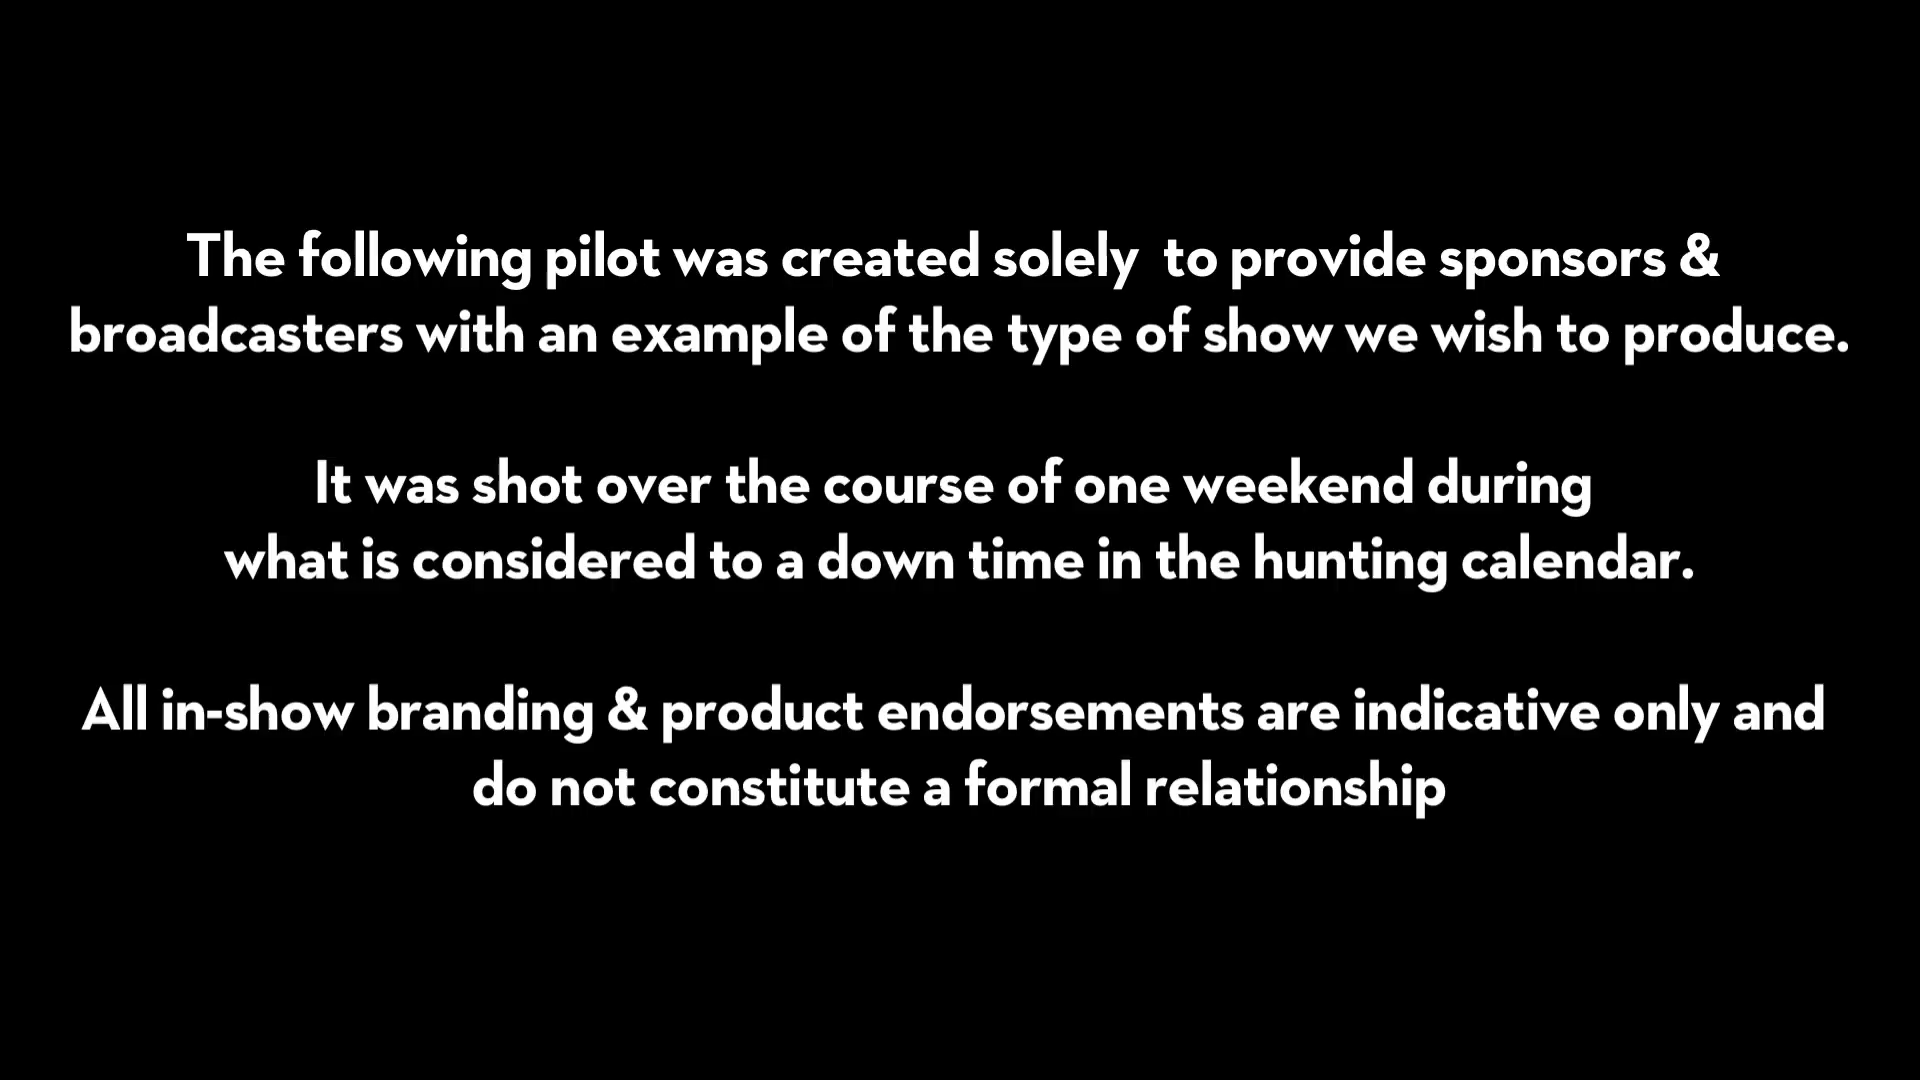 The following pilot was created solely  to provide sponsors &
broadcasters with an example of the type of show we wish to produce.
It was shot over the course of one weekend during
what is considered to a down time in the hunting calendar.
All in-show branding & product endorsements are indicative only and
do not constitute a formal relationship